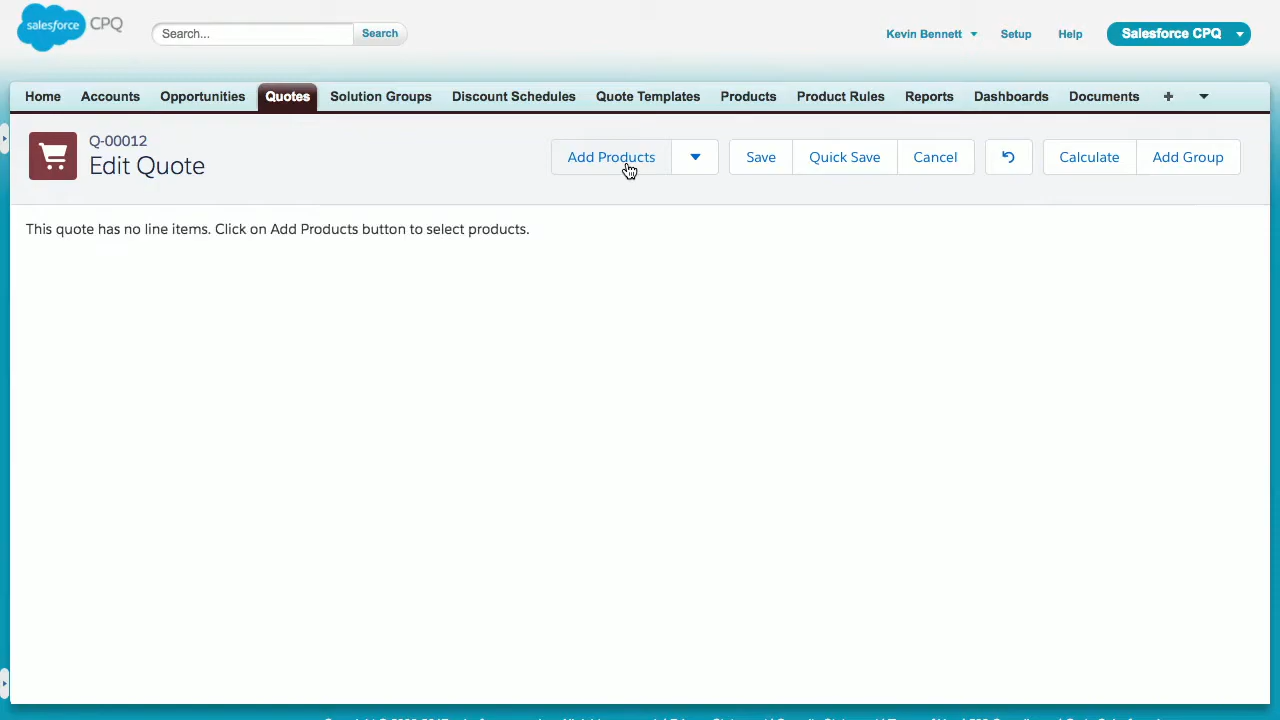 salesforce CPQ
Search... Search
Kevin Bennett Setup Help Salesforce CPQ
Home Accounts Opportunities Quotes Solution Groups Discount Schedules Quote Templates Products Product Rules Reports Dashboards Documents +
Q-00012
Edit Quote
Add Products Save Quick Save Cancel Calculate Add Group
This quote has no line items. Click on Add Products button to select products.